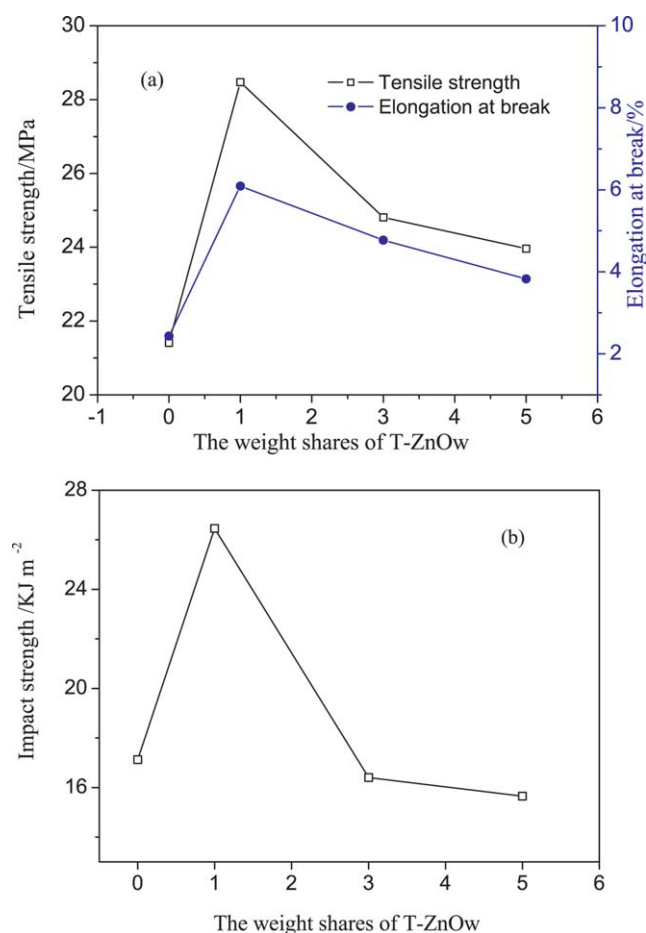 30
28
26
24
22
20
Tensile strength/MPa
(a)
Tensile strength
Elongation at break
10
8
6
4
2
Elongation at break/%
-1 0 1 2 3 4 5 6
The weight shares of T-ZnOw
28
24
20
16
Impact strength /KJ m⁻²
(b)
0 1 2 3 4 5 6
The weight shares of T-ZnOw